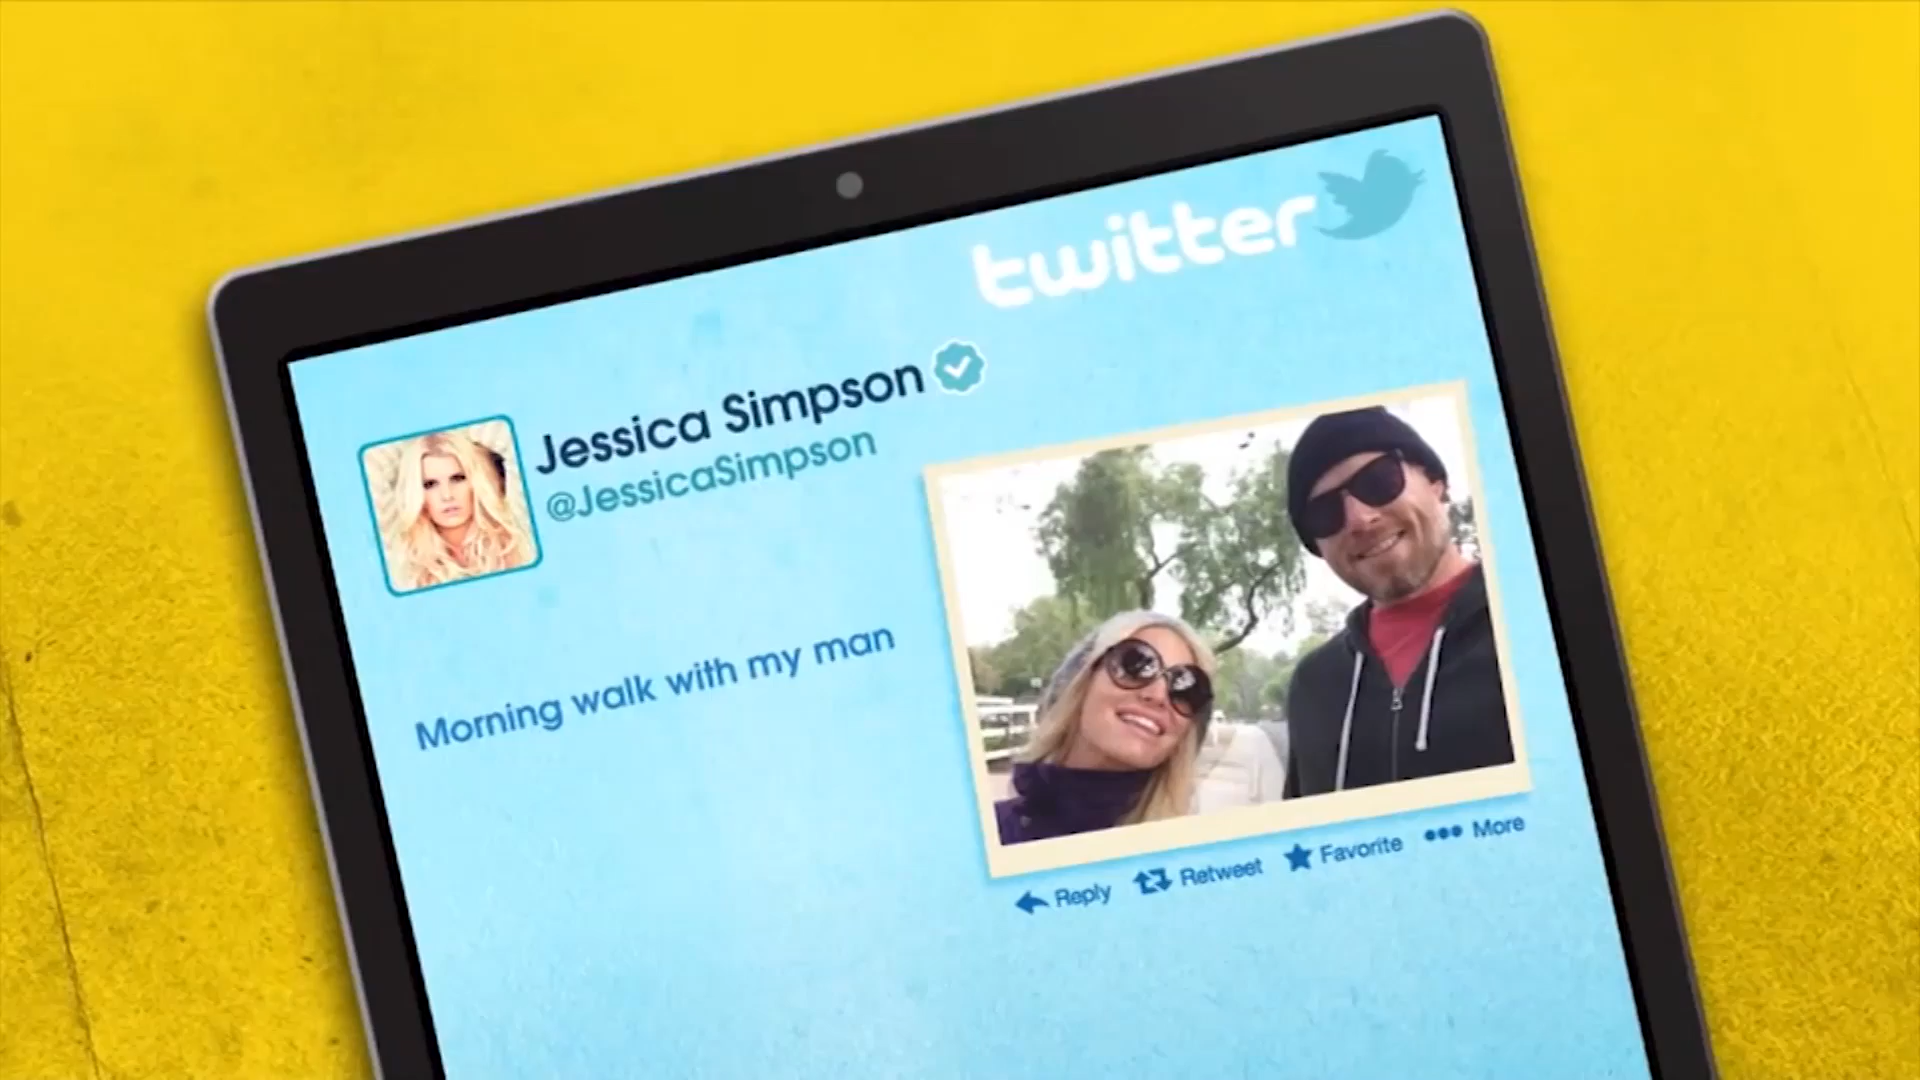 twitter
Jessica Simpson
@JessicaSimpson
Morning walk with my man
Reply Retweet Favorite More